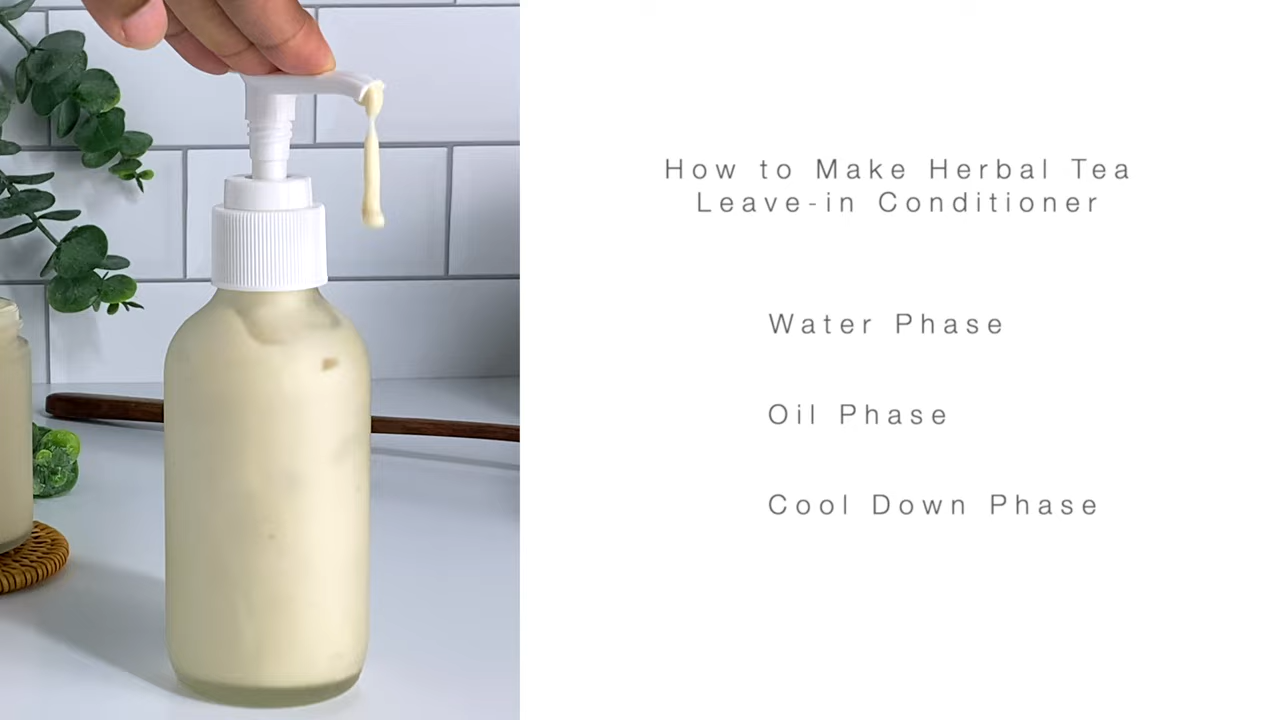 How to Make Herbal Tea
Leave-in Conditioner
Water Phase
Oil Phase
Cool Down Phase